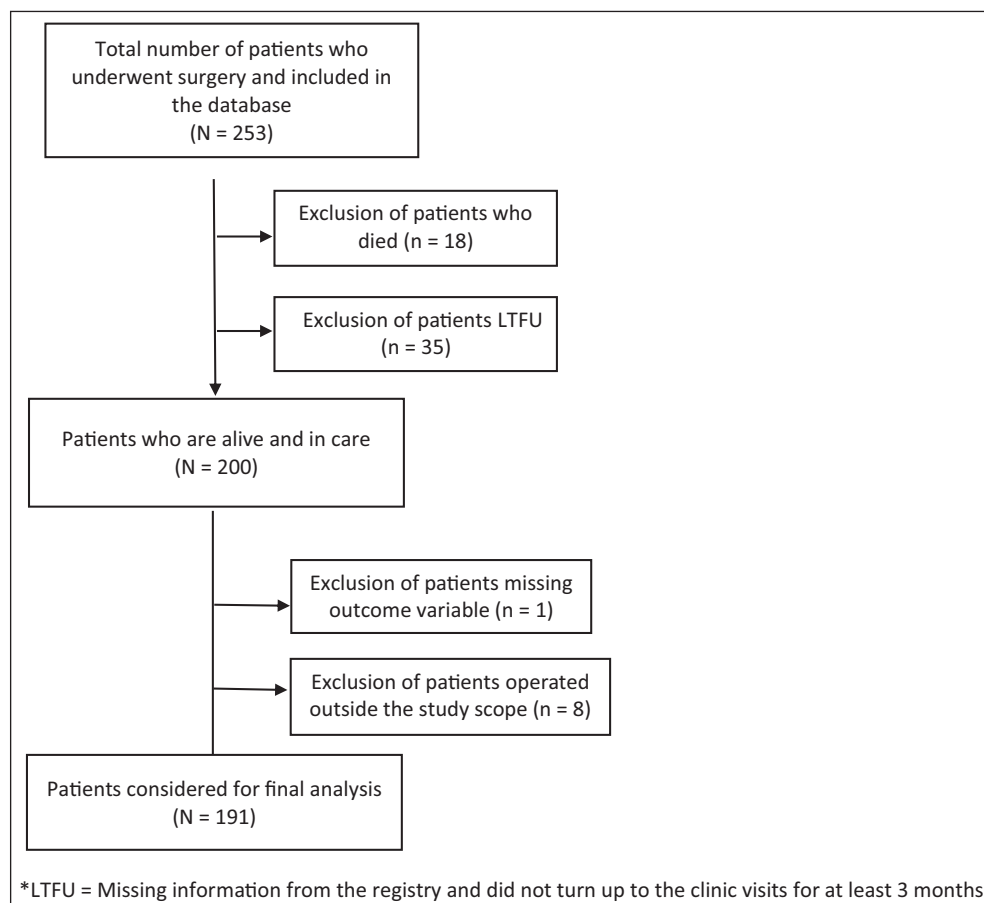 Total number of patients who
underwent surgery and included in
the database
(N = 253)
Exclusion of patients who
died (n = 18)
Exclusion of patients LTFU
(n = 35)
Patients who are alive and in care
(N = 200)
Exclusion of patients missing
outcome variable (n = 1)
Exclusion of patients operated
outside the study scope (n = 8)
Patients considered for final analysis
(N = 191)
*LTFU = Missing information from the registry and did not turn up to the clinic visits for at least 3 months